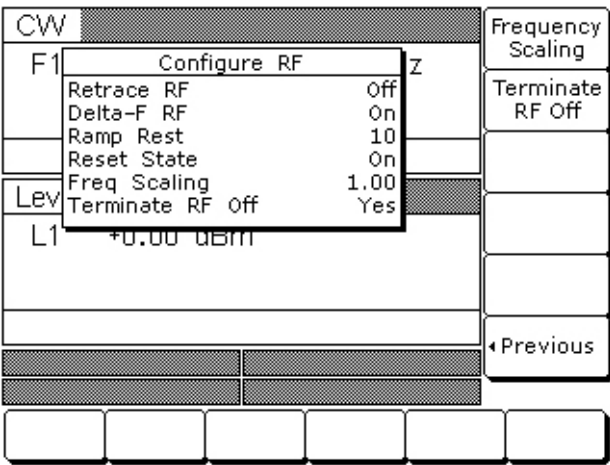 CW
Frequency
Scaling
F1
z
Configure RF
Retrace RF Off
Delta-F RF On
Ramp Rest 10
Reset State On
Freq Scaling 1.00
Terminate RF Off Yes
Terminate
RF Off
Lev
L1 +0.00 dBm
Previous